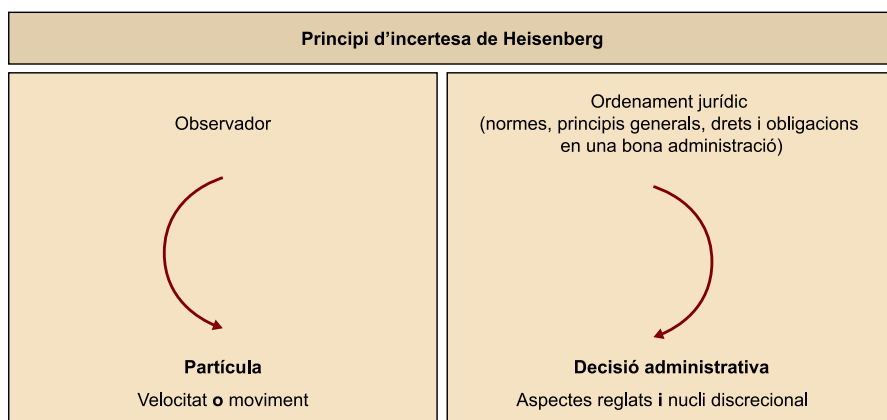 Principi d’incertesa de Heisenberg
Observador
Partícula
Velocitat o moviment
Ordenament jurídic
(normes, principis generals, drets i obligacions
en una bona administració)
Decisió administrativa
Aspectes reglats i nucli discrecional